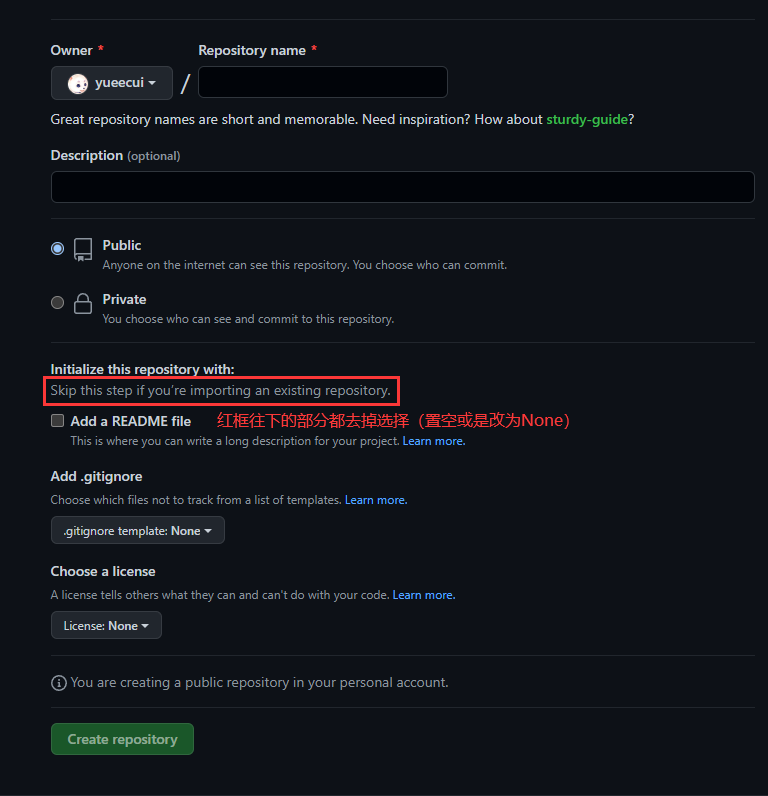 Owner * Repository name *
yueecui /
Great repository names are short and memorable. Need inspiration? How about sturdy-guide?
Description (optional)
Public
Anyone on the internet can see this repository. You choose who can commit.
Private
You choose who can see and commit to this repository.
Initialize this repository with:
Skip this step if you're importing an existing repository.
Add a README file 红框往下的部分都去掉选择（置空或是改为None）
This is where you can write a long description for your project. Learn more.
Add .gitignore
Choose which files not to track from a list of templates. Learn more.
.gitignore template: None
Choose a license
A license tells others what they can and can't do with your code. Learn more.
License: None
You are creating a public repository in your personal account.
Create repository